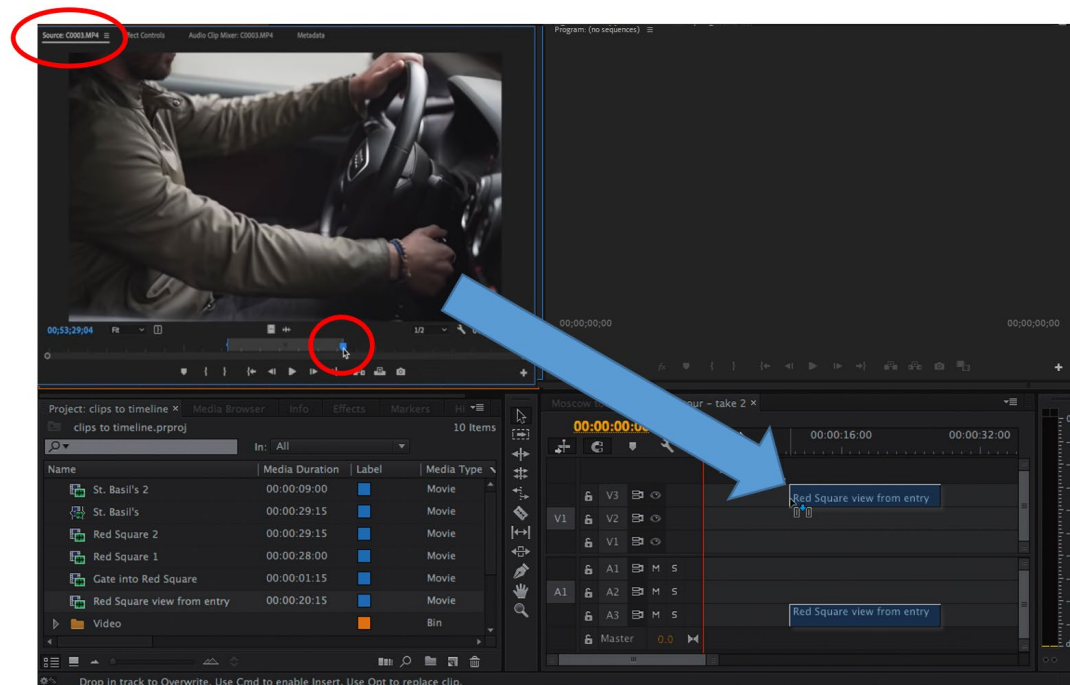 Source: C0003.MP4
Effect Controls
Audio Clip Mixer: C0003.MP4
Metadata
Program: (no sequences)
00;53;29;04
Fit
1/2
00;00;00;00
00;00;00;00
Project: clips to timeline ×
Media Browser
Info
Effects
Markers
clips to timeline.prproj
10 Items
In: All
Name
Media Duration
Label
Media Type
St. Basil's 2
00:00:09:00
Movie
St. Basil's
00:00:29:15
Movie
Red Square 2
00:00:29:15
Movie
Red Square 1
00:00:28:00
Movie
Gate into Red Square
00:00:01:15
Movie
Red Square view from entry
00:00:20:15
Movie
Video
Bin
Moscow
– take 2 ×
00:00:16:00
00:00:32:00
V3
V1
V2
V1
A1
M
S
A1
A2
M
S
A3
M
S
Master
0.0
Red Square view from entry
Red Square view from entry
Drop in track to Overwrite. Use Cmd to enable Insert. Use Opt to replace clip.